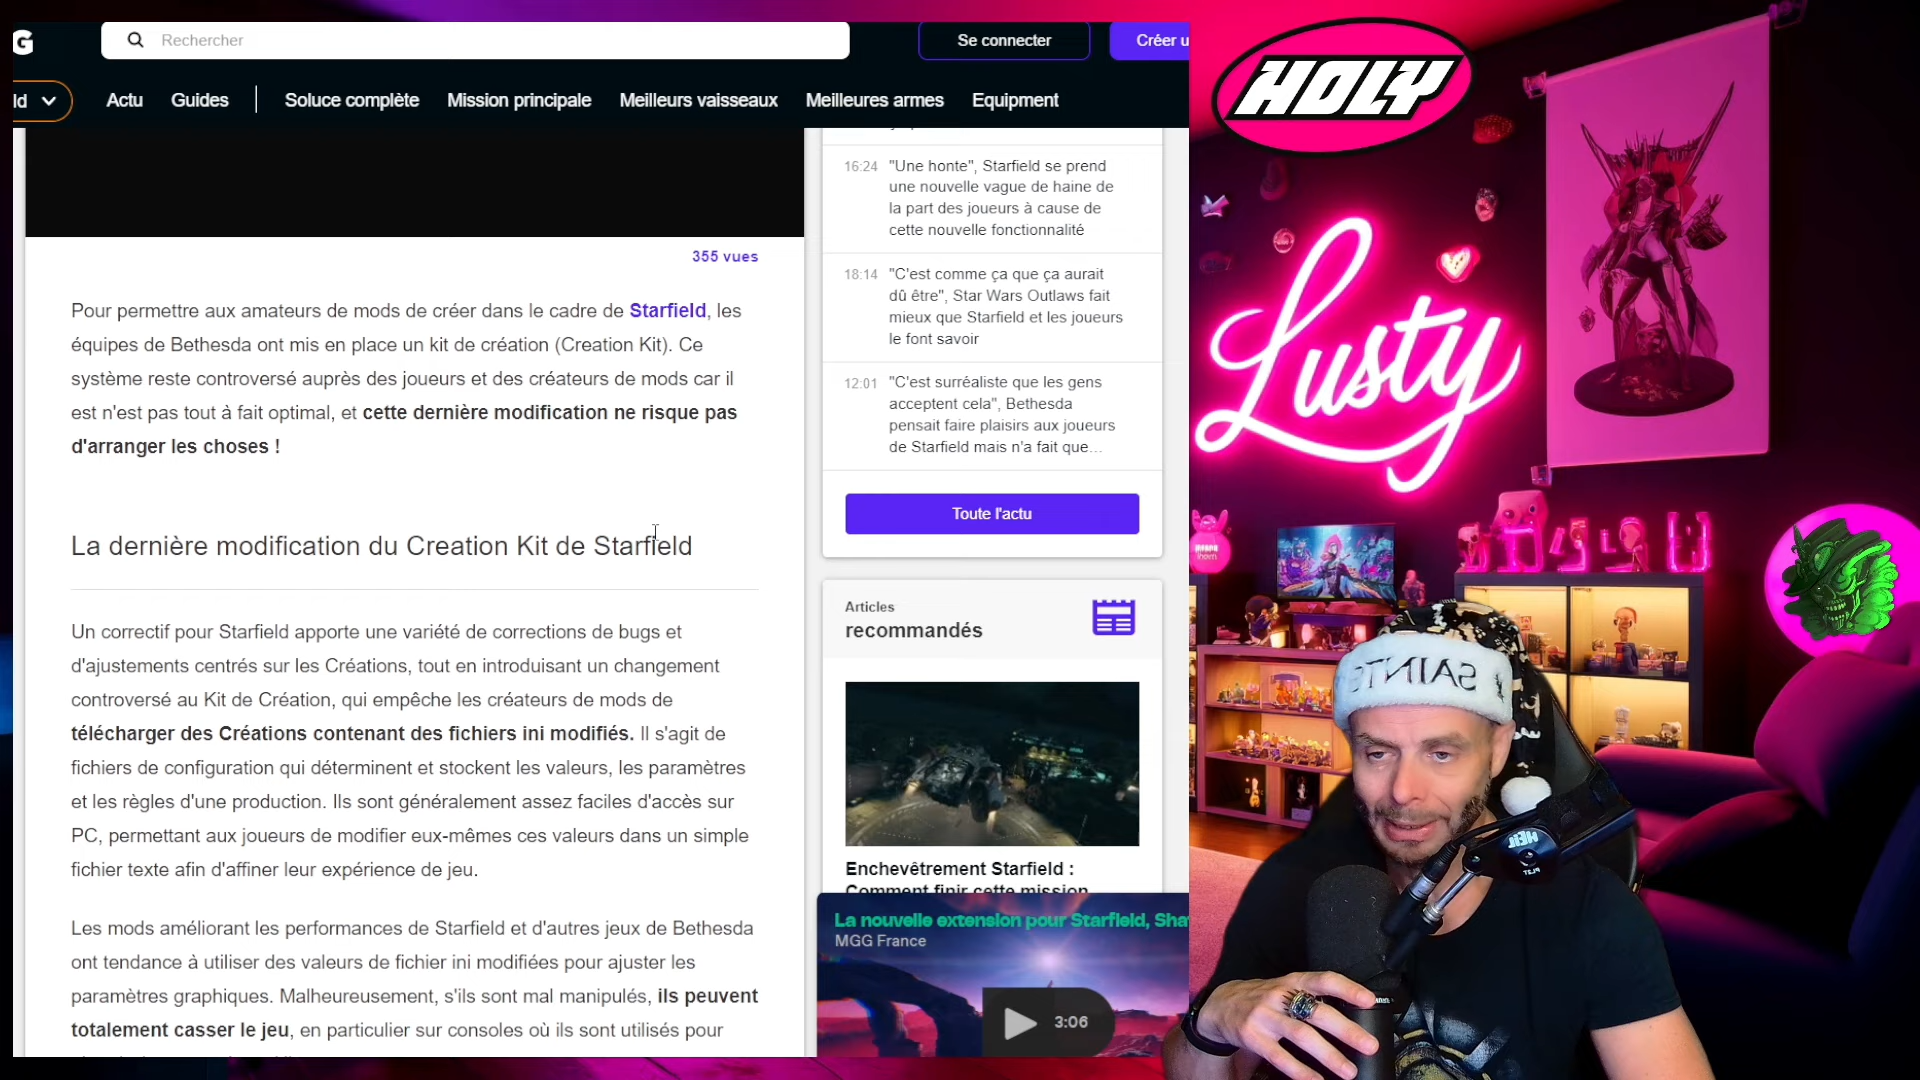 G
Rechercher
Se connecter
Créer u
ld
Actu
Guides
Soluce complète
Mission principale
Meilleurs vaisseaux
Meilleures armes
Equipment
355 vues
Pour permettre aux amateurs de mods de créer dans le cadre de Starfield, les
équipes de Bethesda ont mis en place un kit de création (Creation Kit). Ce
système reste controversé auprès des joueurs et des créateurs de mods car il
est n'est pas tout à fait optimal, et cette dernière modification ne risque pas
d'arranger les choses !
La dernière modification du Creation Kit de Starfield
Un correctif pour Starfield apporte une variété de corrections de bugs et
d'ajustements centrés sur les Créations, tout en introduisant un changement
controversé au Kit de Création, qui empêche les créateurs de mods de
télécharger des Créations contenant des fichiers ini modifiés. Il s'agit de
fichiers de configuration qui déterminent et stockent les valeurs, les paramètres
et les règles d'une production. Ils sont généralement assez faciles d'accès sur
PC, permettant aux joueurs de modifier eux-mêmes ces valeurs dans un simple
fichier texte afin d'affiner leur expérience de jeu.
Les mods améliorant les performances de Starfield et d'autres jeux de Bethesda
ont tendance à utiliser des valeurs de fichier ini modifiées pour ajuster les
paramètres graphiques. Malheureusement, s'ils sont mal manipulés, ils peuvent
totalement casser le jeu, en particulier sur consoles où ils sont utilisés pour
16:24
"Une honte", Starfield se prend
une nouvelle vague de haine de
la part des joueurs à cause de
cette nouvelle fonctionnalité
18:14
"C'est comme ça que ça aurait
dû être", Star Wars Outlaws fait
mieux que Starfield et les joueurs
le font savoir
12:01
"C'est surréaliste que les gens
acceptent cela", Bethesda
pensait faire plaisirs aux joueurs
de Starfield mais n'a fait que...
Toute l'actu
Articles
recommandés
Enchevêtrement Starfield :
Comment finir cette mission
La nouvelle extension pour Starfield, Sha
MGG France
3:06
HOLY
Lusty
SAINTS